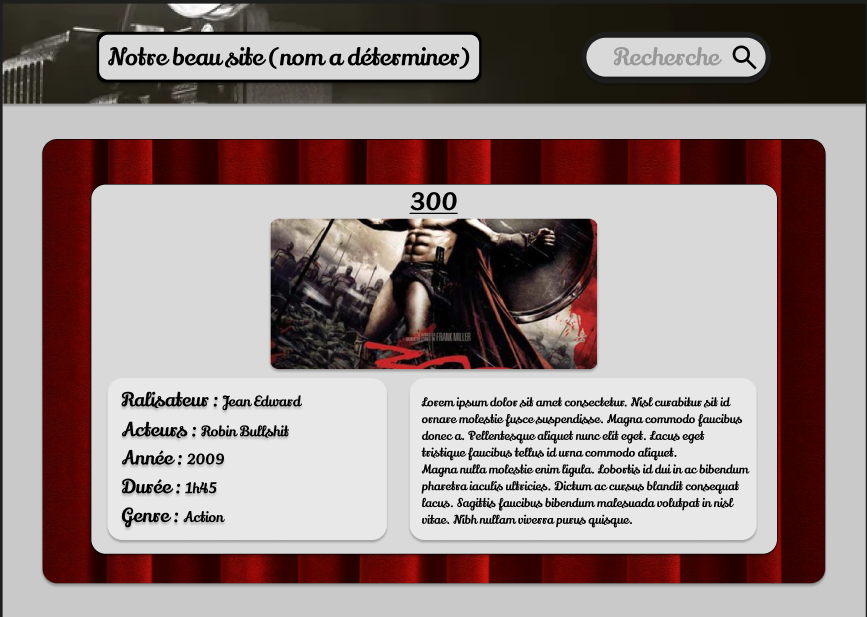 Notre beau site (nom a déterminer)
Recherche
300
FRANK MILLER
Ralisateur : Jean Edward
Acteurs : Robin Bullshit
Année : 2009
Durée : 1h45
Genre : Action
Lorem ipsum dolor sit amet consectetur. Nisl curabitur sit id
ornare molestie fusce suspendisse. Magna commodo faucibus
donec a. Pellentesque aliquet nunc elit eget. Lacus eget
tristique faucibus tellus id urna commodo aliquet.
Magna nulla molestie enim ligula. Lobortis id dui in ac bibendum
pharetra iaculis ultricies. Dictum ac cursus blandit consequat
lacus. Sagittis faucibus bibendum malesuada volutpat in nisl
vitae. Nibh nullam viverra purus quisque.